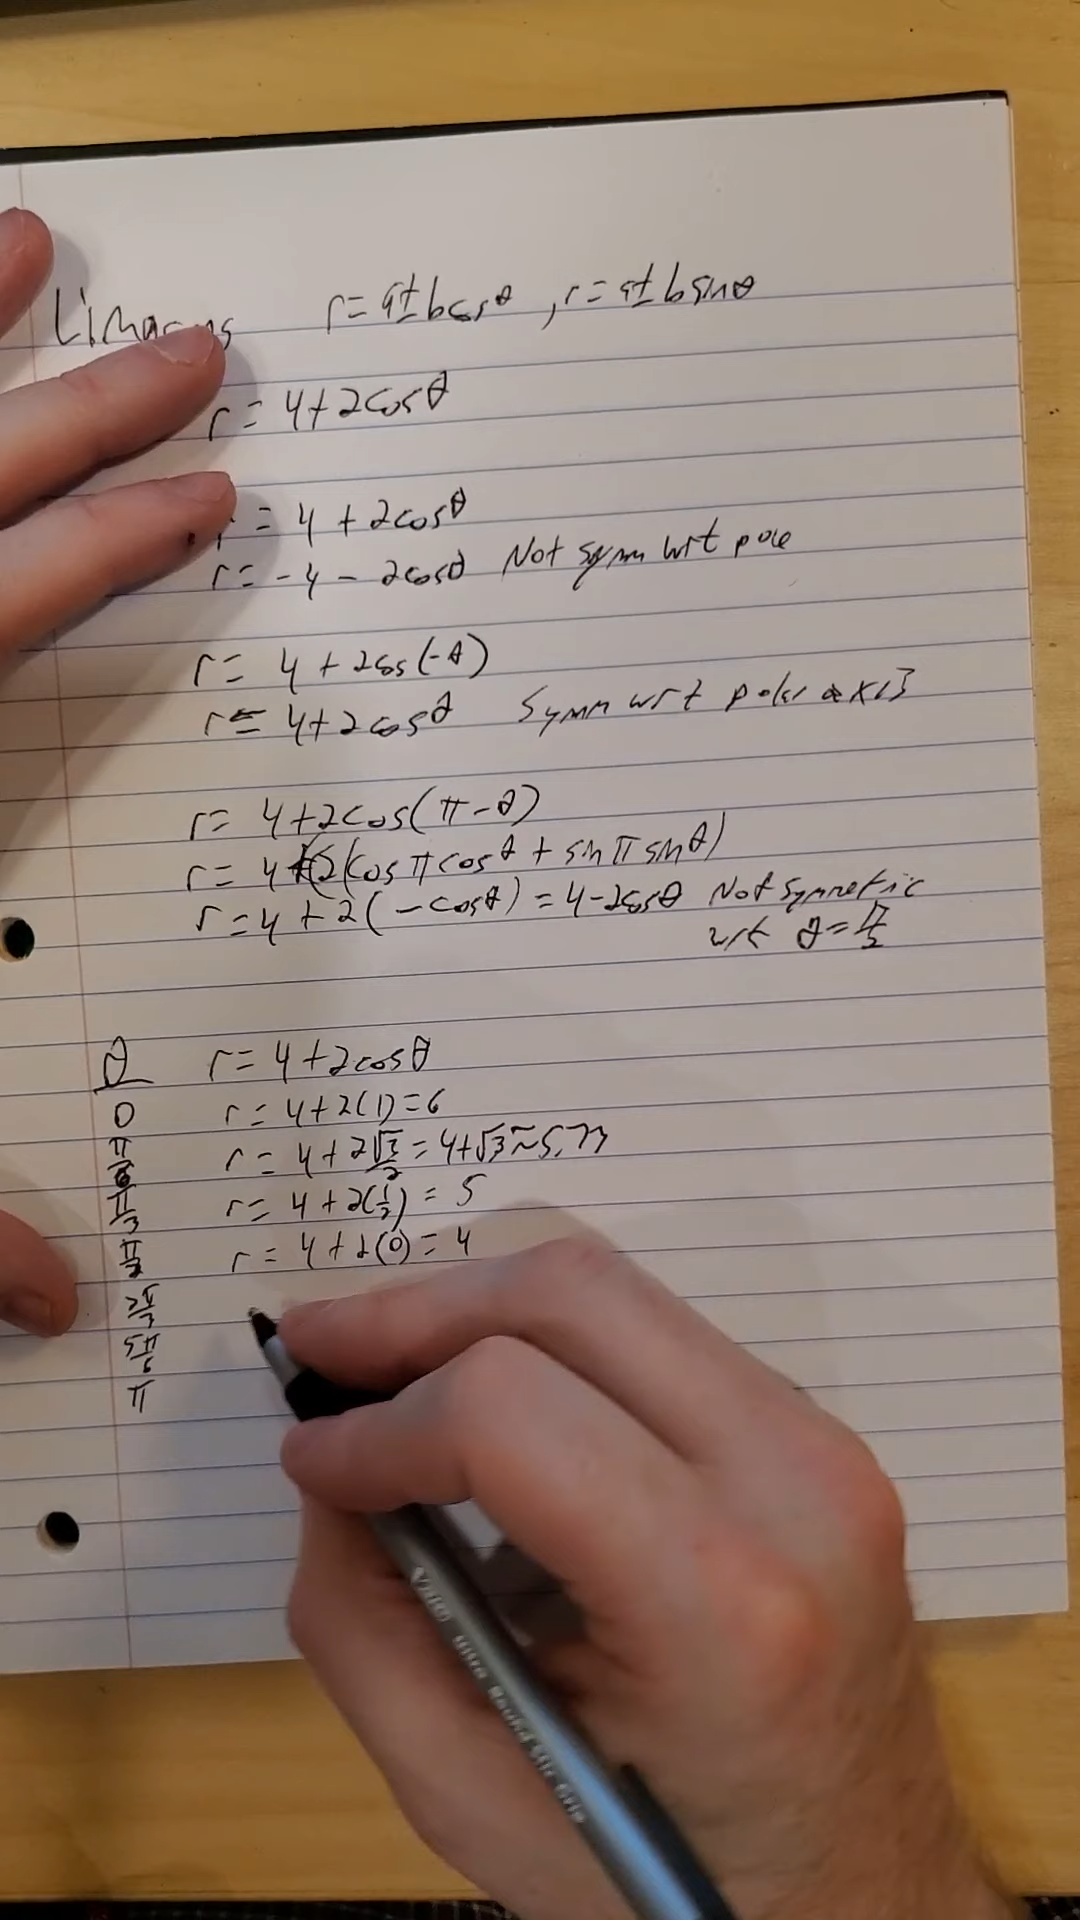 Limacons r = a ± b cos θ , r = a ± b sin θ
r = 4 + 2cos θ
r = 4 + 2cos θ
r = -4 - 2cos θ Not symm wrt pole
r = 4 + 2cos(-θ)
r = 4 + 2cos θ Symm wrt polar axis
r = 4 + 2cos(π - θ)
r = 4 + 2(cos π cos θ + sin π sin θ)
r = 4 + 2(-cos θ) = 4 - 2cos θ Not symmetric
wrt θ = π/2
θ r = 4 + 2cos θ
0 r = 4 + 2(1) = 6
π/6 r = 4 + 2 √3/2 = 4 + √3 ≈ 5.73
π/3 r = 4 + 2(1/2) = 5
π/2 r = 4 + 2(0) = 4
2π/3
5π/6
π